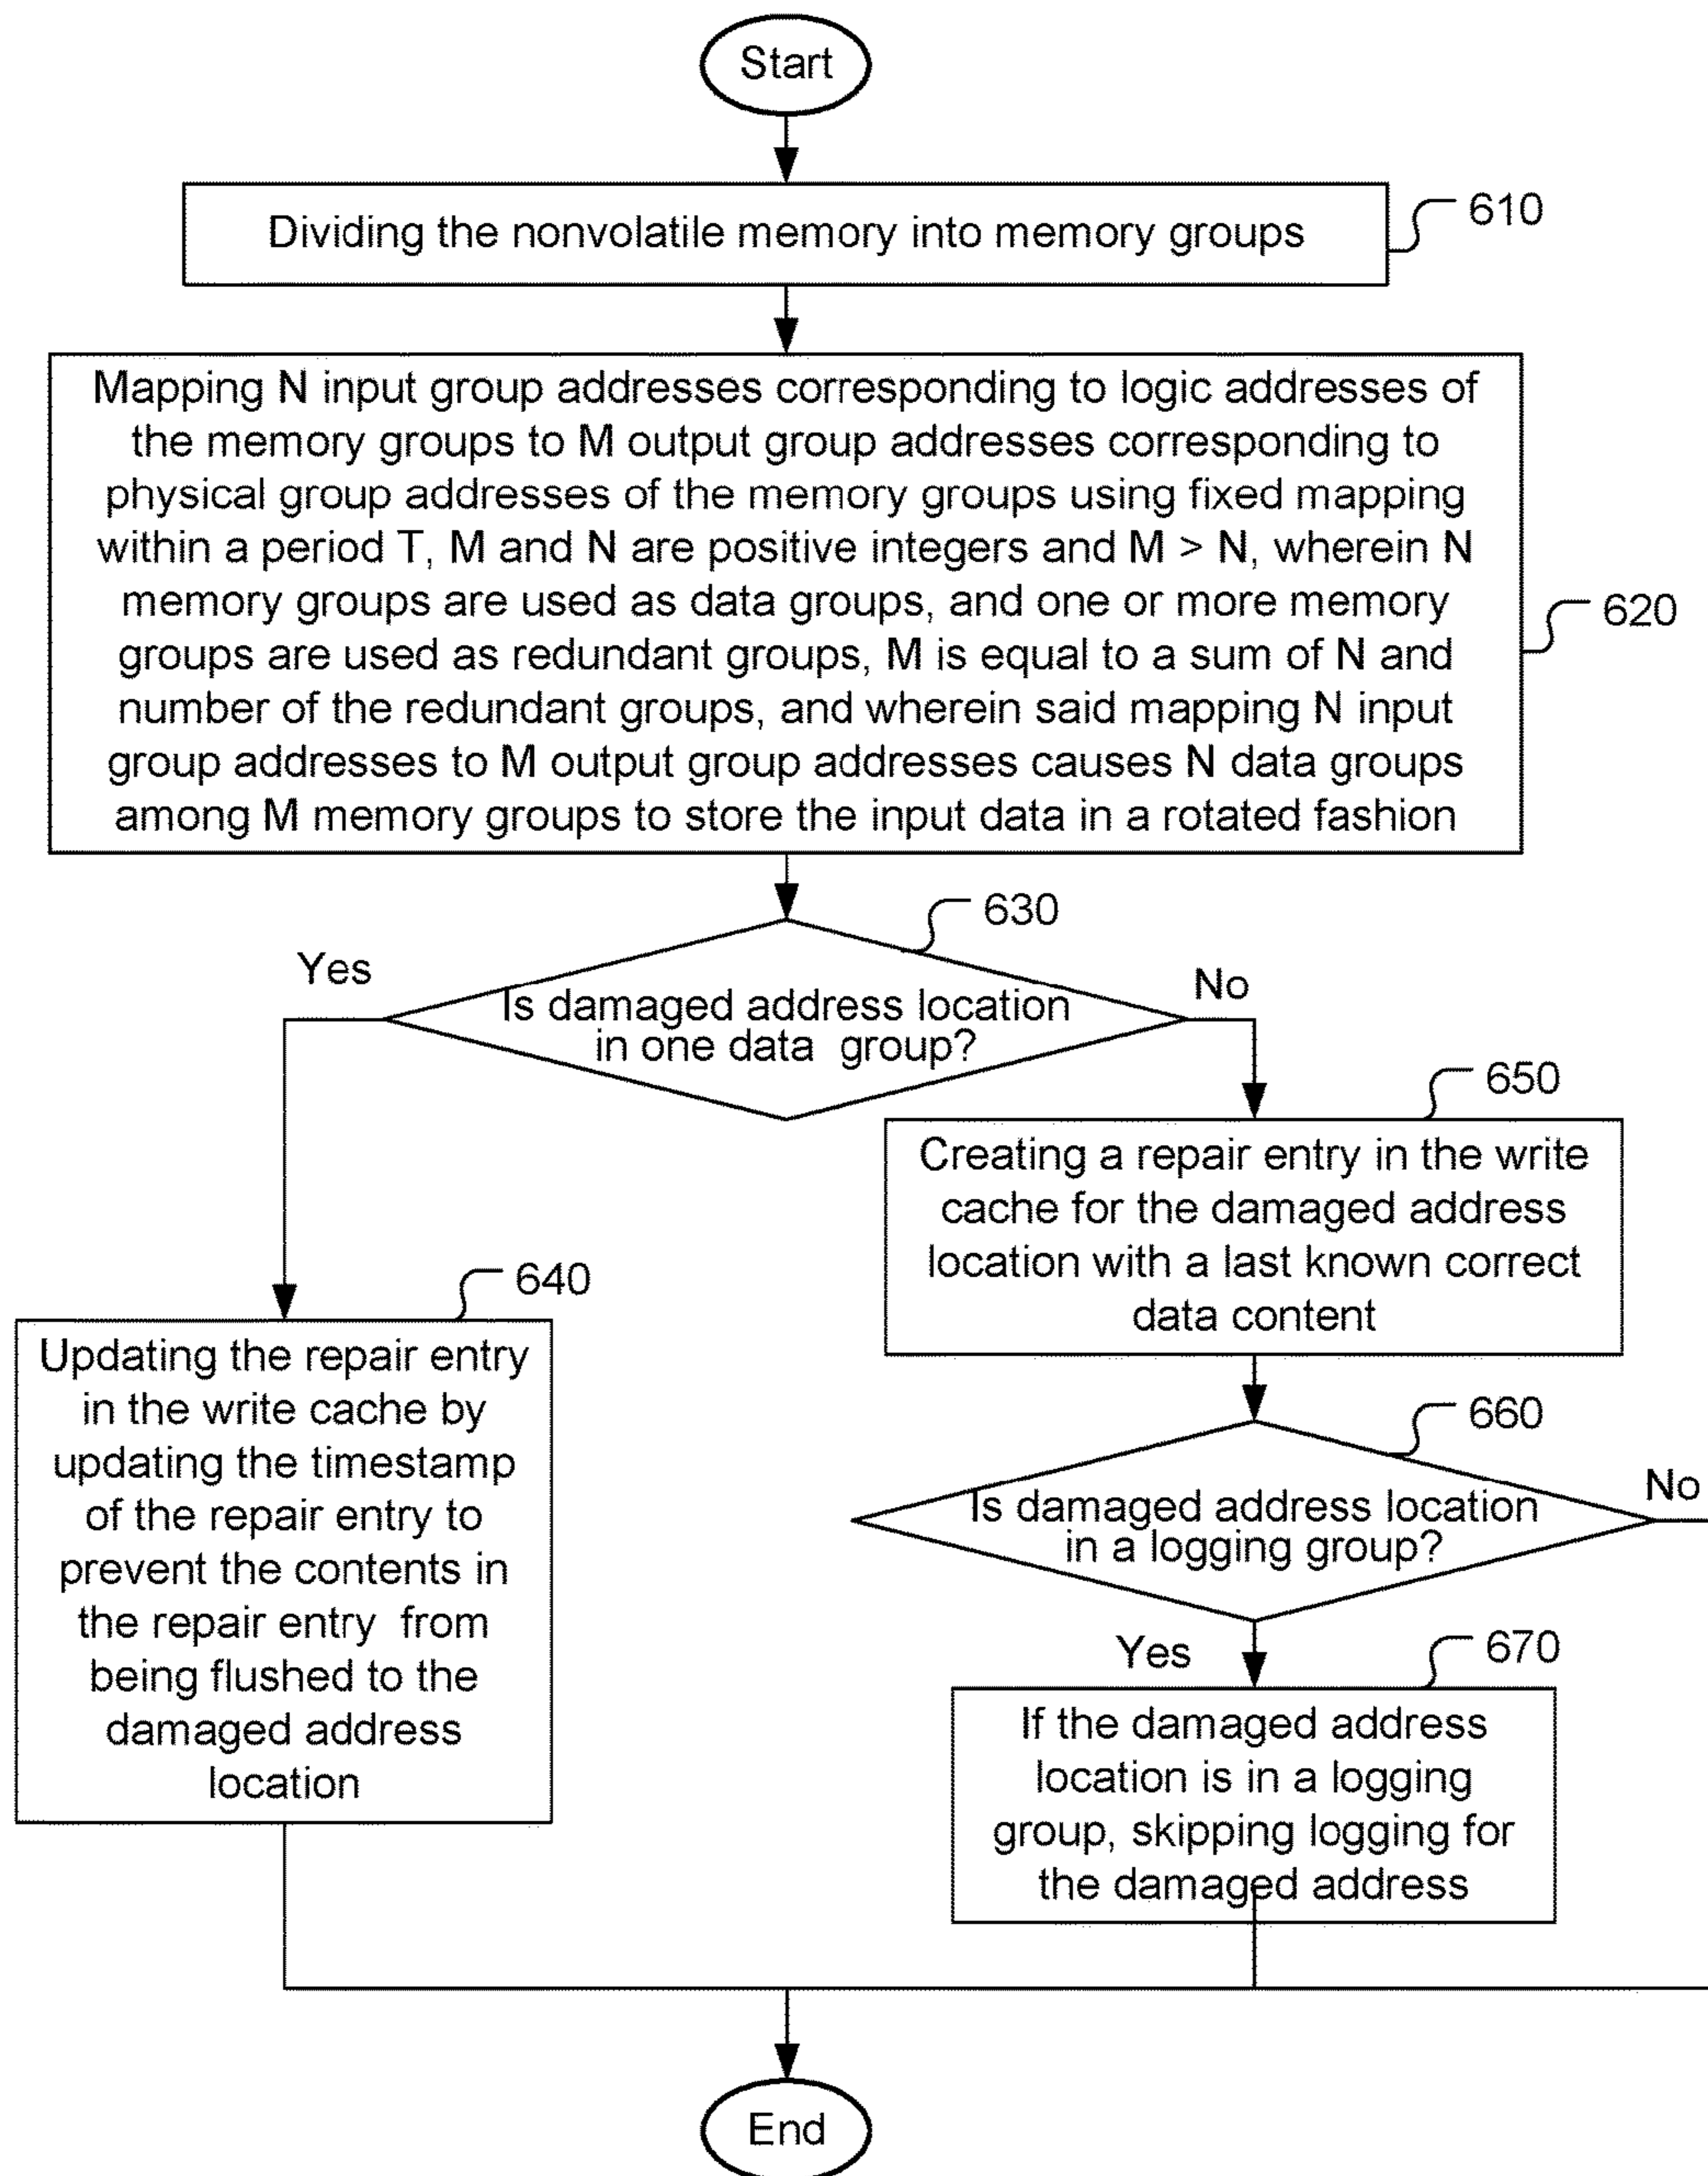 Start
Dividing the nonvolatile memory into memory groups
610
Mapping N input group addresses corresponding to logic addresses of
the memory groups to M output group addresses corresponding to
physical group addresses of the memory groups using fixed mapping
within a period T, M and N are positive integers and M > N, wherein N
memory groups are used as data groups, and one or more memory
groups are used as redundant groups, M is equal to a sum of N and
number of the redundant groups, and wherein said mapping N input
group addresses to M output group addresses causes N data groups
among M memory groups to store the input data in a rotated fashion
620
630
Yes
Is damaged address location
in one data group?
No
650
Creating a repair entry in the write
cache for the damaged address
location with a last known correct
data content
640
Updating the repair entry
in the write cache by
updating the timestamp
of the repair entry to
prevent the contents in
the repair entry from
being flushed to the
damaged address
location
660
Is damaged address location
in a logging group?
No
Yes
670
If the damaged address
location is in a logging
group, skipping logging for
the damaged address
End